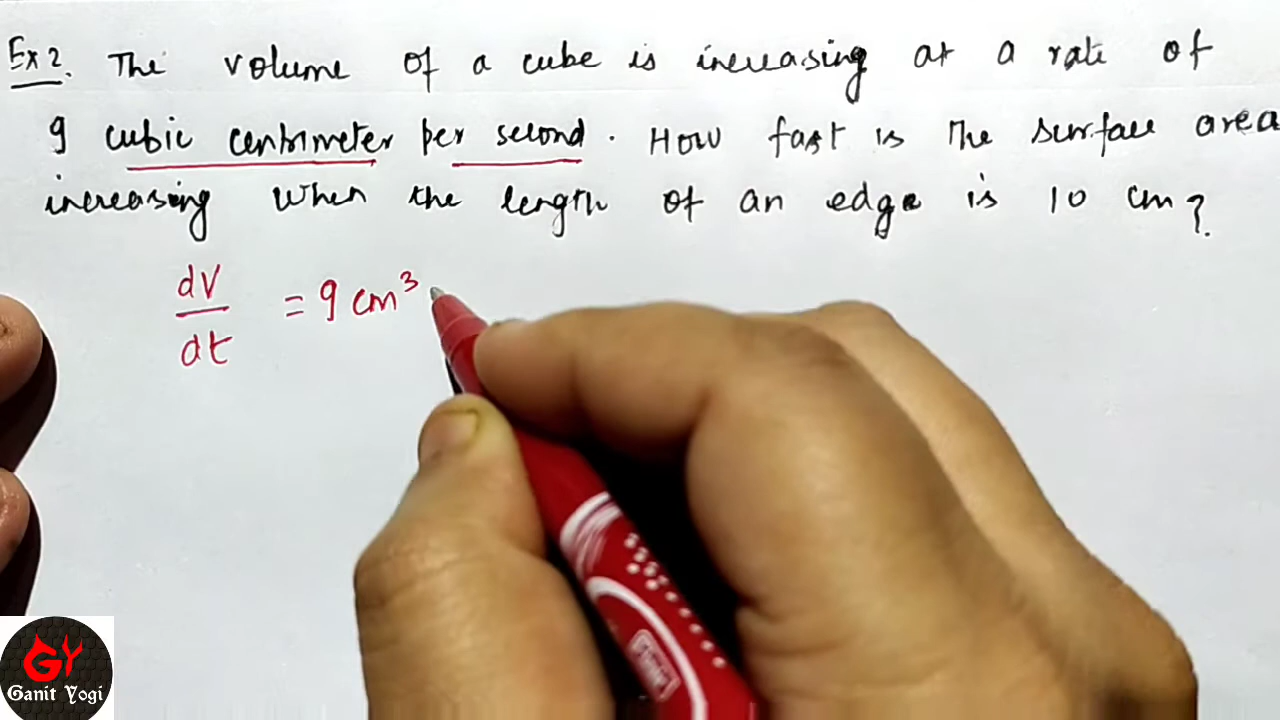 Ex 2. The volume of a cube is increasing at a rate of
9 cubic centimeter per second. How fast is the surface area
increasing when the length of an edge is 10 cm?
dV
dt
= 9 cm³
GY
Ganit Yogi